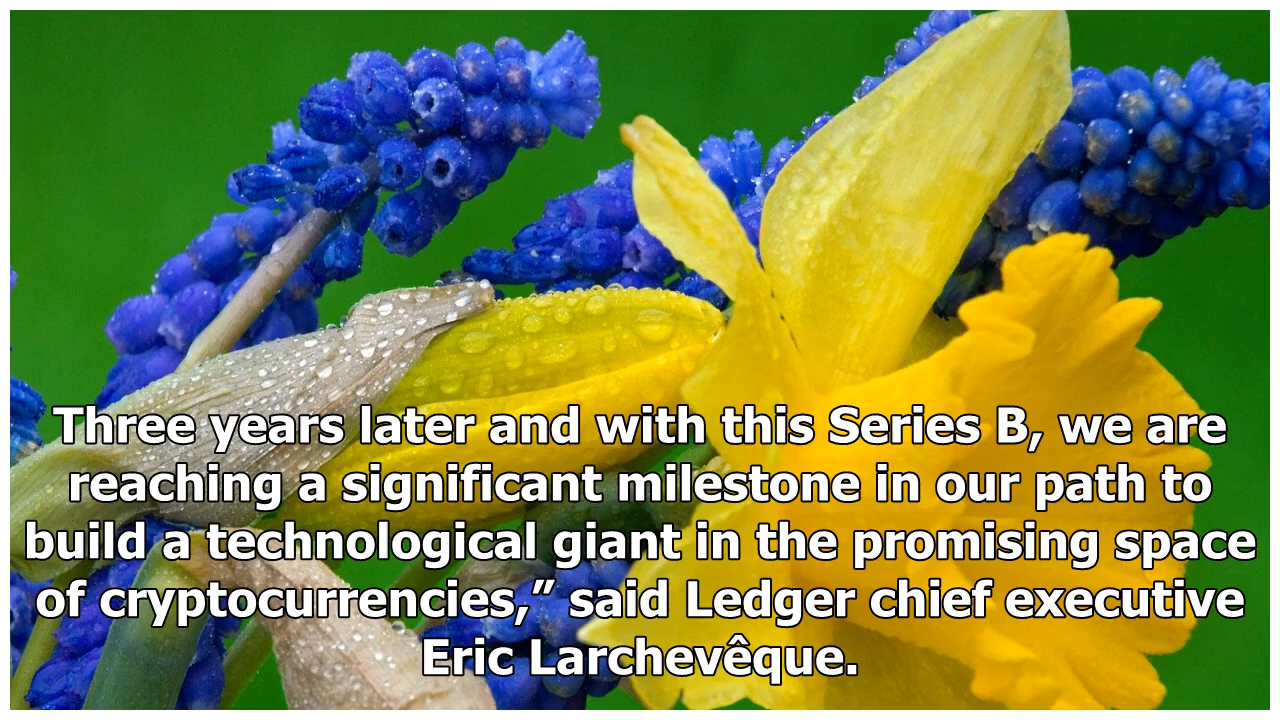 Three years later and with this Series B, we are
reaching a significant milestone in our path to
build a technological giant in the promising space
of cryptocurrencies,” said Ledger chief executive
Eric Larchevêque.